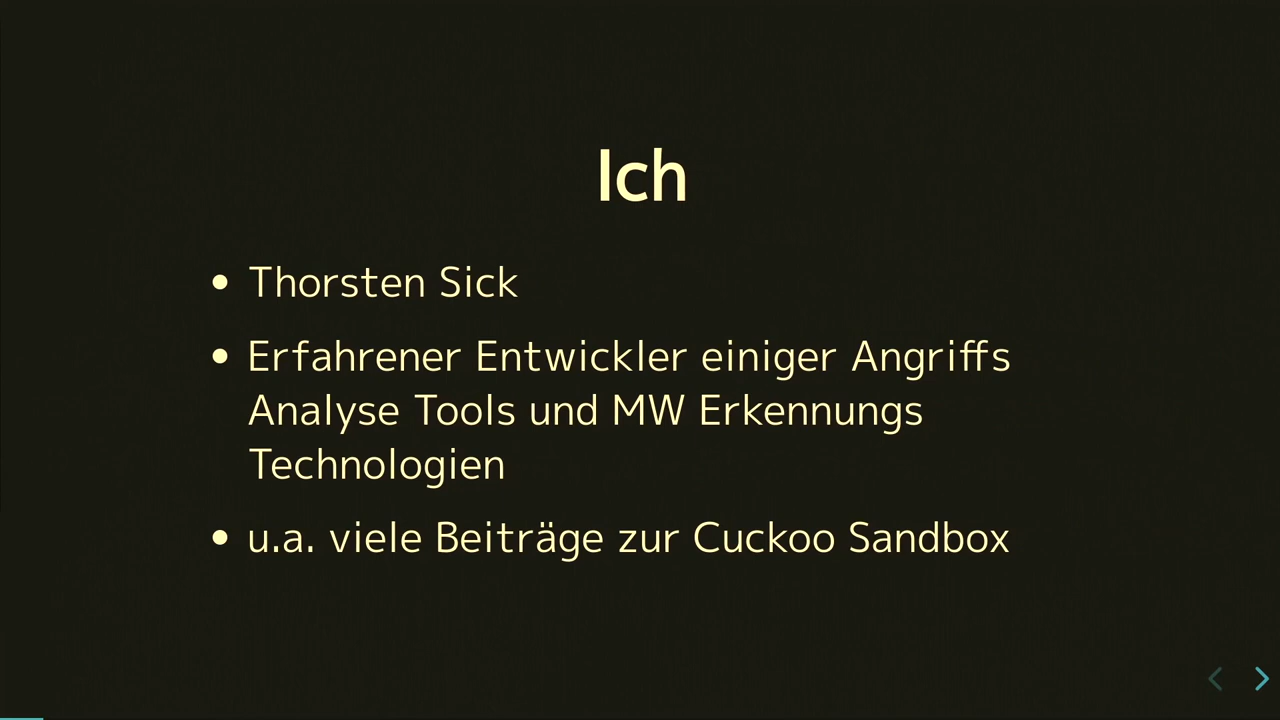 Ich
• Thorsten Sick
• Erfahrener Entwickler einiger Angriffs
Analyse Tools und MW Erkennungs
Technologien
• u.a. viele Beiträge zur Cuckoo Sandbox